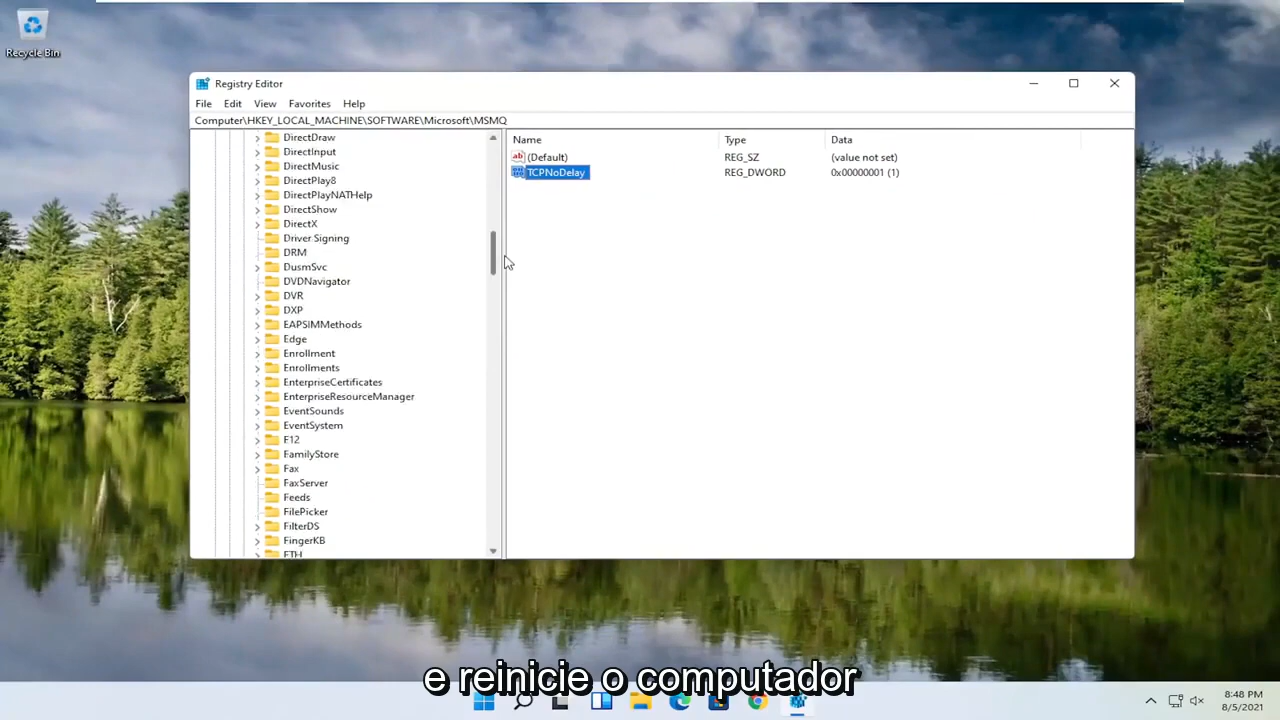 Recycle Bin
Registry Editor
File Edit View Favorites Help
Computer\HKEY_LOCAL_MACHINE\SOFTWARE\Microsoft\MSMQ
DirectDraw
DirectInput
DirectMusic
DirectPlay8
DirectPlayNATHelp
DirectShow
DirectX
Driver Signing
DRM
DusmSvc
DVDNavigator
DVR
DXP
EAPSIMMethods
Edge
Enrollment
Enrollments
EnterpriseCertificates
EnterpriseResourceManager
EventSounds
EventSystem
F12
FamilyStore
Fax
FaxServer
Feeds
FilePicker
FilterDS
FingerKB
FTH
Name Type Data
ab (Default) REG_SZ (value not set)
TCPNoDelay REG_DWORD 0x00000001 (1)
e reinicie o computador
8:48 PM
8/5/2021